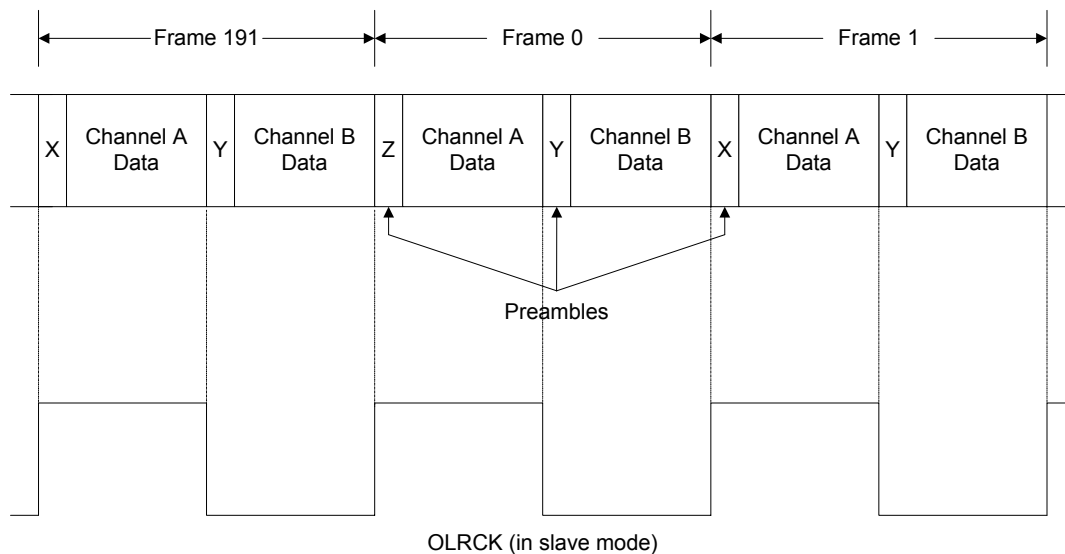 Frame 191 Frame 0 Frame 1
X Channel A Data Y Channel B Data Z Channel A Data Y Channel B Data X Channel A Data Y Channel B Data
Preambles
OLRCK (in slave mode)